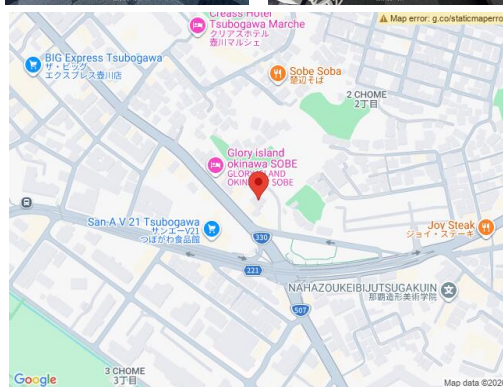 Creass Hotel
Tsubogawa Marche
クリアスホテル
壺川マルシェ
Map error: g.co/staticmaperro
BIG Express Tsubogawa
ザ・ビッグ
エクスプレス壺川店
Sobe Soba
楚辺そば
2 CHOME
2丁目
Glory island
okinawa SOBE
GLORY ISLAND
OKINAWA SOBE
San-A V 21 Tsubogawa
サンエーV21
つぼがわ食品館
Joy Steak
ジョイ・ステーキ
330
221
NAHAZOUKEIBIJUTSUGAKUIN
那覇造形美術学院
507
3 CHOME
3丁目
Google
Map data ©202